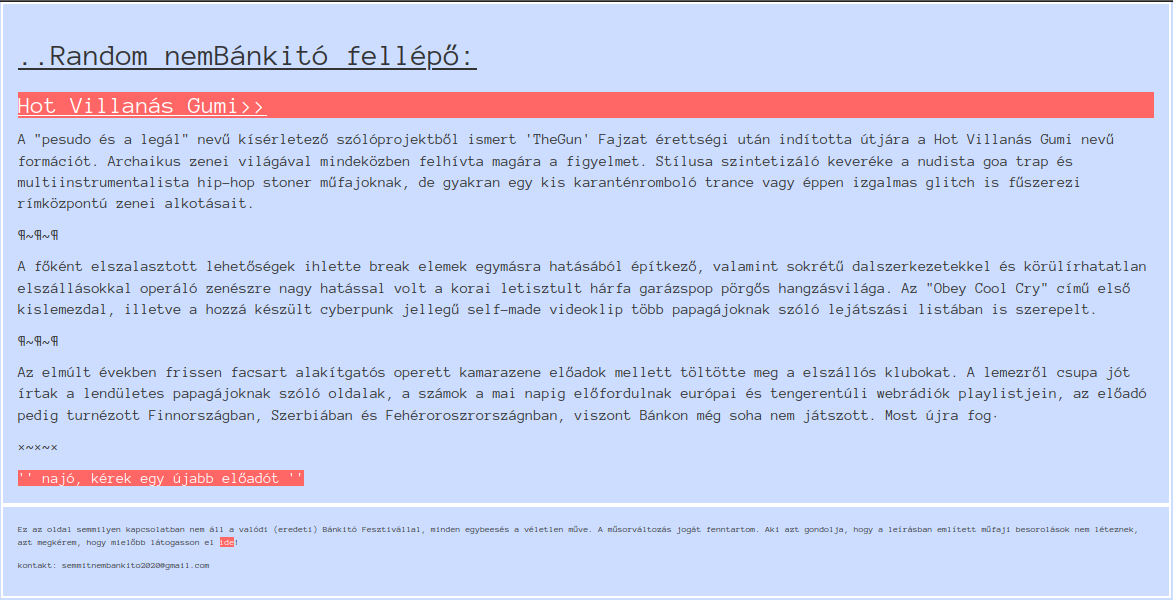 ..Random nemBánkitó fellépő:
Hot Villanás Gumi>>
A "pesudo és a legál" nevű kísérletező szólóprojektből ismert 'TheGun' Fajzat érettségi után indította útjára a Hot Villanás Gumi nevű
formációt. Archaikus zenei világával mindeközben felhívta magára a figyelmet. Stílusa szintetizáló keveréke a nudista goa trap és
multiinstrumentalista hip-hop stoner műfajoknak, de gyakran egy kis karanténromboló trance vagy éppen izgalmas glitch is fűszerezi
rímközpontú zenei alkotásait.
¶~¶~¶
A főként elszalasztott lehetőségek ihlette break elemek egymásra hatásából építkező, valamint sokrétű dalszerkezetekkel és körülírhatatlan
elszállásokkal operáló zenészre nagy hatással volt a korai letisztult hárfa garázspop pörgős hangzásvilága. Az "Obey Cool Cry" című első
kislemezdal, illetve a hozzá készült cyberpunk jellegű self-made videoklip több papagájoknak szóló lejátszási listában is szerepelt.
¶~¶~¶
Az elmúlt években frissen facsart alakítgatós operett kamarazene előadok mellett töltötte meg a elszállós klubokat. A lemezről csupa jót
írtak a lendületes papagájoknak szóló oldalak, a számok a mai napig előfordulnak európai és tengerentúli webrádiók playlistjein, az előadó
pedig turnézott Finnországban, Szerbiában és Fehéroroszrországnban, viszont Bánkon még soha nem játszott. Most újra fog·
×~×~×
'' najó, kérek egy újabb előadót ''
Ez az oldal semmilyen kapcsolatban nem áll a valódi (eredeti) Bánkitó Fesztivállal, minden egybeesés a véletlen műve. A műsorváltozás jogát fenntartom. Aki azt gondolja, hogy a leírásban említett műfaji besorolások nem léteznek,
azt megkérem, hogy mielőbb látogasson el ide!
kontakt: semmitnembankito2020@gmail.com